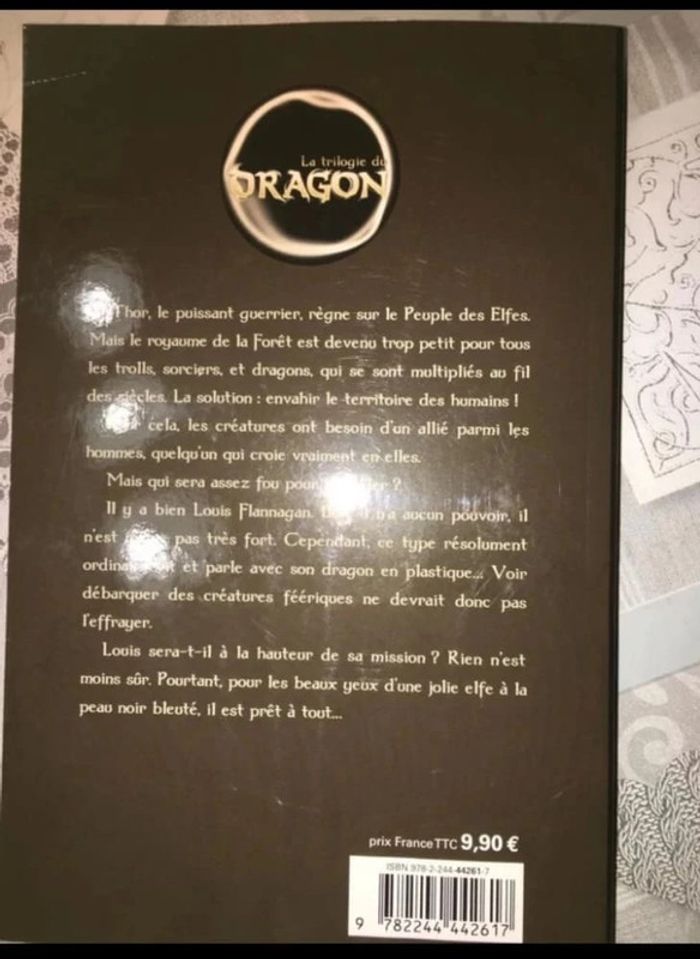 La trilogie du
DRAGON
Thor, le puissant guerrier, règne sur le Peuple des Elfes.
Mais le royaume de la Forêt est devenu trop petit pour tous
les trolls, sorciers, et dragons, qui se sont multipliés au fil
des siècles. La solution : envahir le territoire des humains !
cela, les créatures ont besoin d'un allié parmi les
hommes, quelqu'un qui croie vraiment en elles.
Mais qui sera assez fou pour ?
Il y a bien Louis Flannagan. aucun pouvoir, il
n'est pas très fort. Cependant, ce type résolument
et parle avec son dragon en plastique... Voir
débarquer des créatures féériques ne devrait donc pas
l'effrayer.
Louis sera-t-il à la hauteur de sa mission ? Rien n'est
moins sûr. Pourtant, pour les beaux yeux d'une jolie elfe à la
peau noir bleuté, il est prêt à tout...
prix France TTC 9,90 €
ISBN 978-2-244-44261-7
9 782244 442617